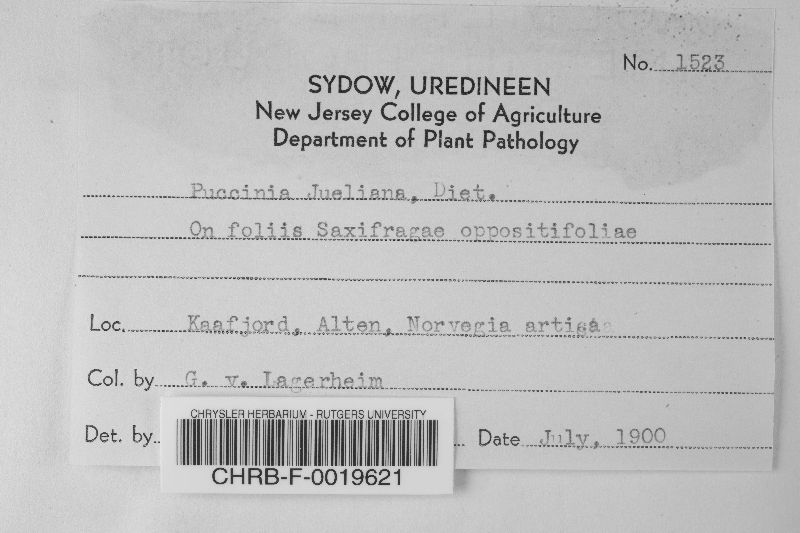 No. 1523
SYDOW, UREDINEEN
New Jersey College of Agriculture
Department of Plant Pathology
Puccinia Jueliana, Diet.
On foliis Saxifragae oppositifoliae
Loc. Kaafjord, Alten, Norvegia
Col. by G. v. Lagerheim
Det. by
Date July, 1900
CHRYSLER HERBARIUM - RUTGERS UNIVERSITY
CHRB-F-0019621